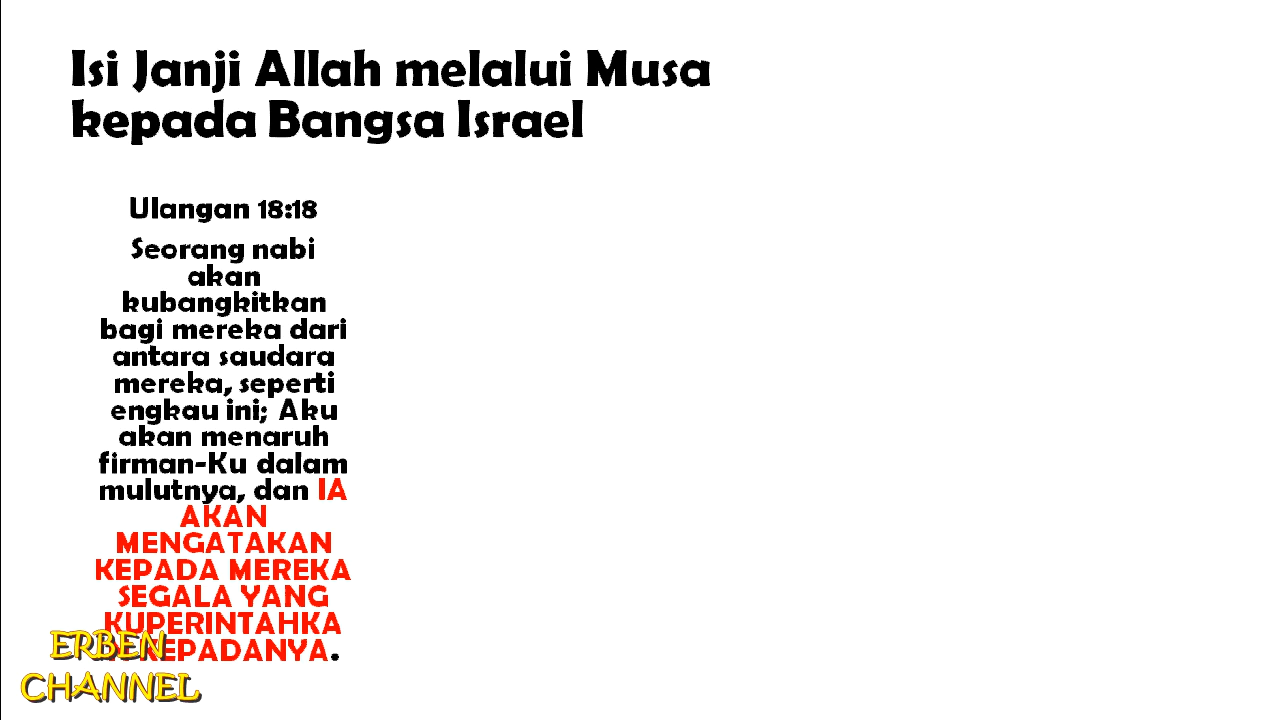 Isi Janji Allah melalui Musa
kepada Bangsa Israel
Ulangan 18:18
Seorang nabi
akan
kubangkitkan
bagi mereka dari
antara saudara
mereka, seperti
engkau ini; Aku
akan menaruh
firman-Ku dalam
mulutnya, dan IA
AKAN
MENGATAKAN
KEPADA MEREKA
SEGALA YANG
KUPERINTAHKA
N KEPADANYA.
ERBEN
CHANNEL